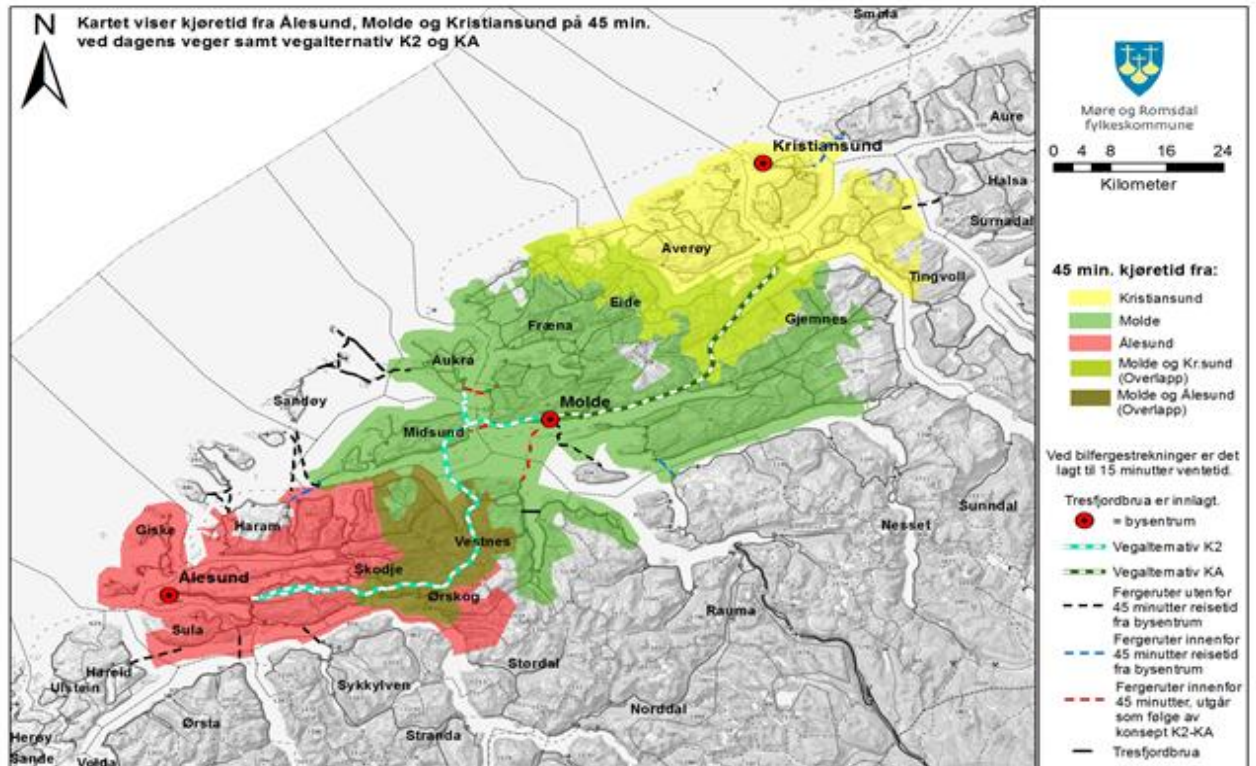 N
Kartet viser kjøretid fra Ålesund, Molde og Kristiansund på 45 min.
ved dagens veger samt vegalternativ K2 og KA
Smøla
Aure
Kristiansund
Halsa
Surnadal
Averøy
Tingvoll
Eide
Gjemnes
Fræna
Aukra
Sandøy
Molde
Midsund
Sunndal
Giske
Haram
Vestnes
Nesset
Ålesund
Skodje
Ørskog
Rauma
Sula
Hareid
Stordal
Ulstein
Sykkylven
Norddal
Ørsta
Stranda
Herøy
Sande
Volda
Møre og Romsdal
fylkeskommune
0 4 8 16 24
Kilometer
45 min. kjøretid fra:
Kristiansund
Molde
Ålesund
Molde og Kr.sund
(Overlapp)
Molde og Ålesund
(Overlapp)
Ved bilfergestrekninger er det
lagt til 15 minutter ventetid.
Tresfjordbrua er innlagt.
= bysentrum
Vegalternativ K2
Vegalternativ KA
Fergeruter utenfor
45 minutter reisetid
fra bysentrum
Fergeruter innenfor
45 minutter reisetid
fra bysentrum
Fergeruter innenfor
45 minutter, utgår
som følge av
konsept K2-KA
Tresfjordbrua